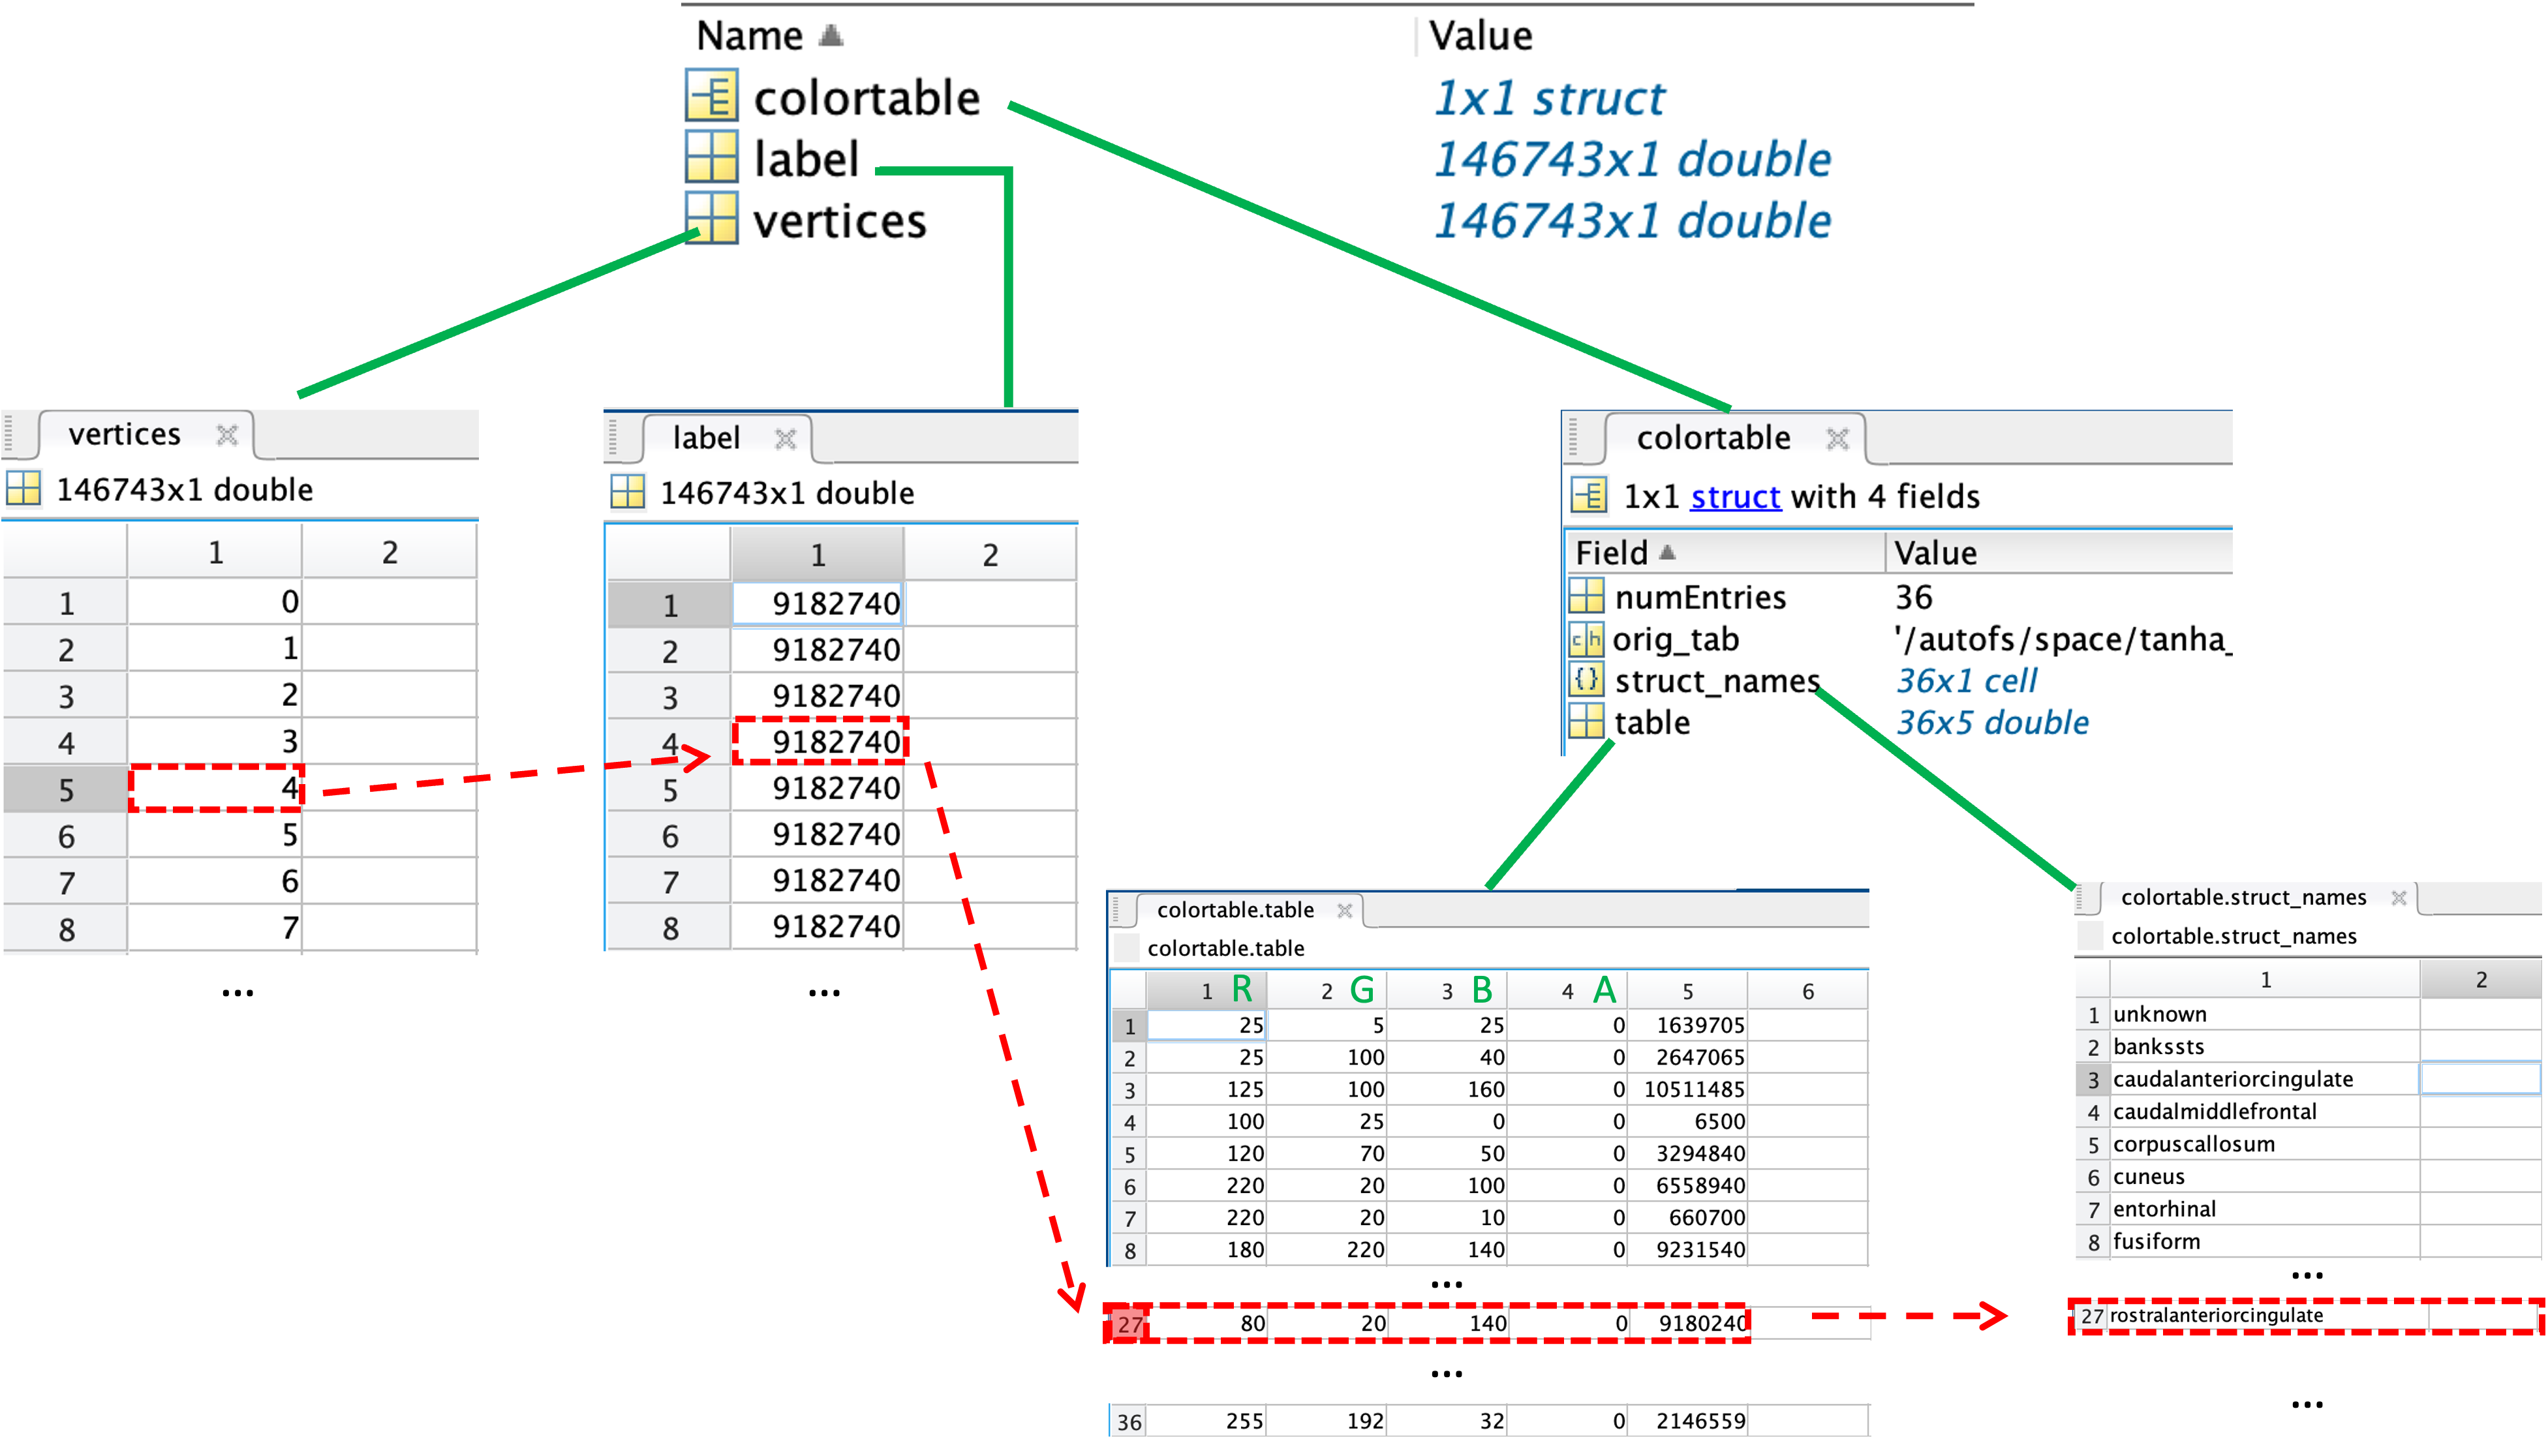 Name Value
colortable 1x1 struct
label 146743x1 double
vertices 146743x1 double
vertices
146743x1 double
1 2
1 0
2 1
3 2
4 3
5 4
6 5
7 6
8 7
...
label
146743x1 double
1 2
1 9182740
2 9182740
3 9182740
4 9182740
5 9182740
6 9182740
7 9182740
8 9182740
...
colortable
1x1 struct with 4 fields
Field Value
numEntries 36
orig_tab '/autofs/space/tanha_
struct_names 36x1 cell
table 36x5 double
colortable.table
colortable.table
1 R 2 G 3 B 4 A 5 6
1 25 5 25 0 1639705
2 25 100 40 0 2647065
3 125 100 160 0 10511485
4 100 25 0 0 6500
5 120 70 50 0 3294840
6 220 20 100 0 6558940
7 220 20 10 0 660700
8 180 220 140 0 9231540
...
27 80 20 140 0 9180240
...
36 255 192 32 0 2146559
colortable.struct_names
colortable.struct_names
1 2
1 unknown
2 bankssts
3 caudalanteriorcingulate
4 caudalmiddlefrontal
5 corpuscallosum
6 cuneus
7 entorhinal
8 fusiform
...
27 rostralanteriorcingulate
...